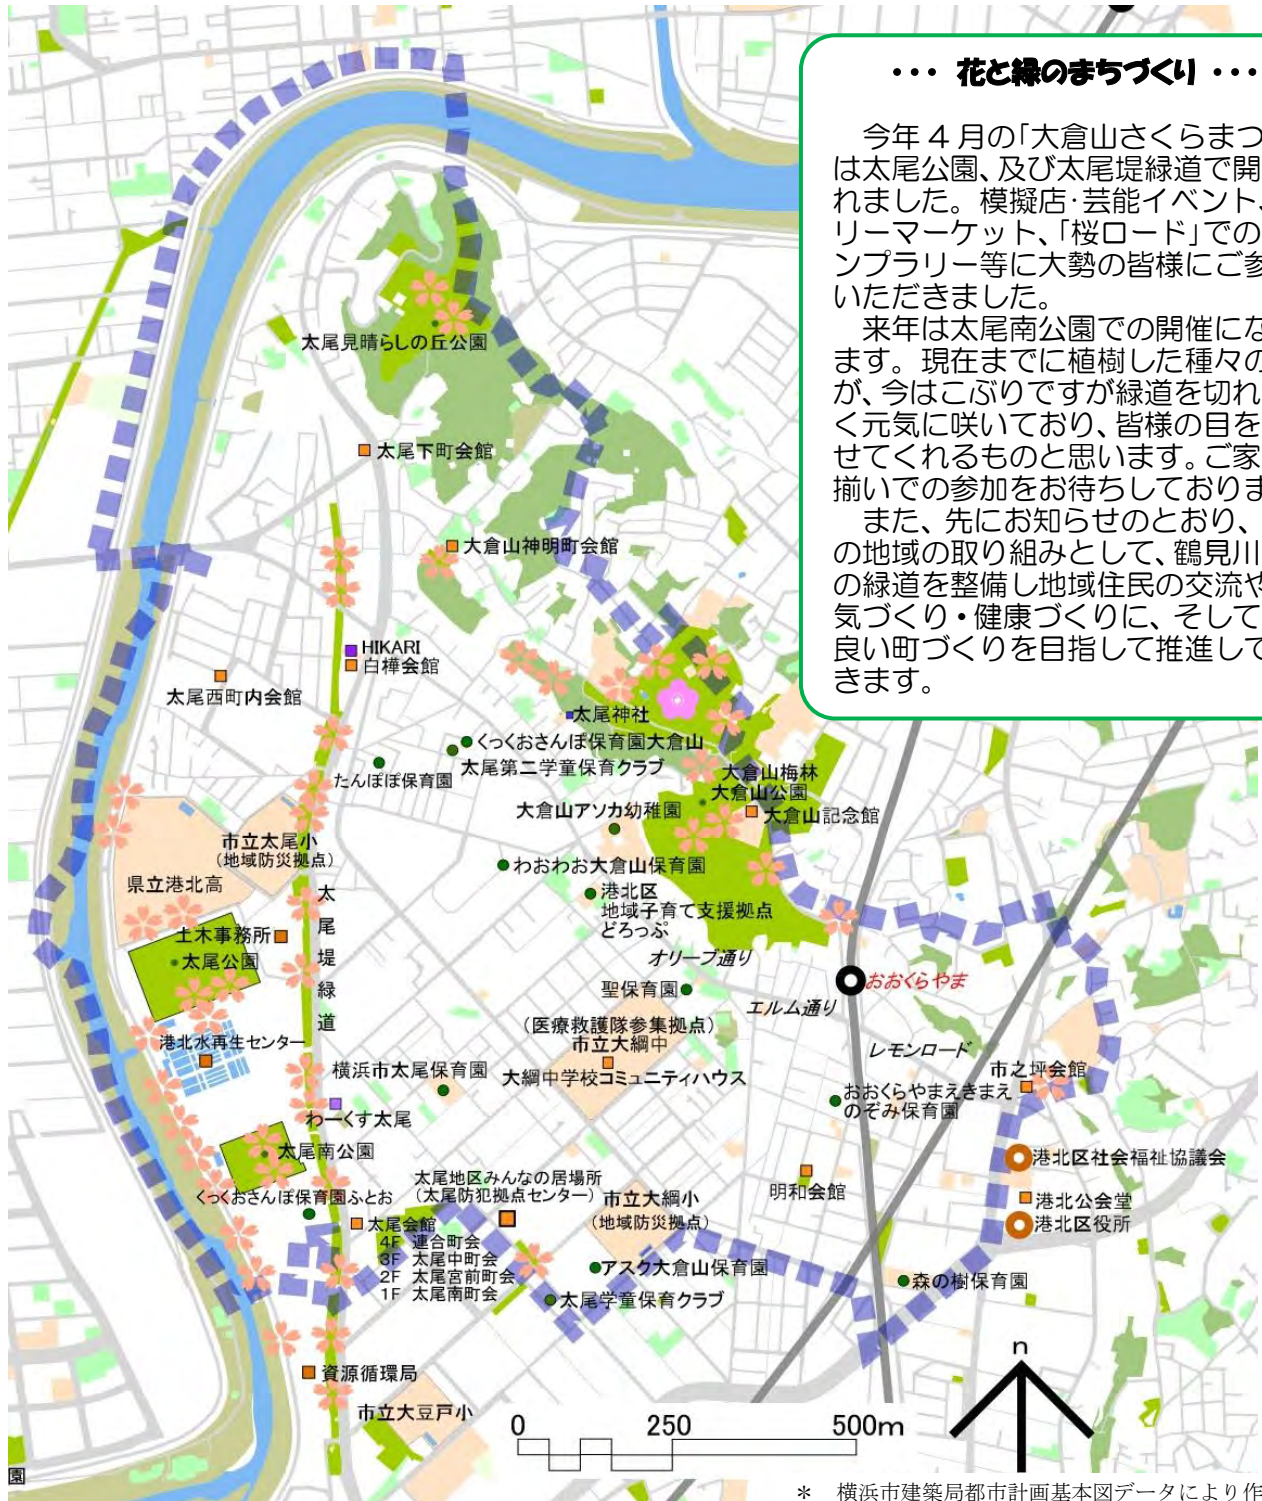 ・・・ 花と緑のまちづくり ・・・
今年４月の「大倉山さくらまつ
は太尾公園、及び太尾堤緑道で開
れました。模擬店・芸能イベント、
リーマーケット、「桜ロード」での
ンプラリー等に大勢の皆様にご参
いただきました。
来年は太尾南公園での開催にな
ます。現在までに植樹した種々の
が、今はこぶりですが緑道を切れ
く元気に咲いており、皆様の目を
せてくれるものと思います。ご家
揃いでの参加をお待ちしておりま
また、先にお知らせのとおり、
の地域の取り組みとして、鶴見川
の緑道を整備し地域住民の交流や
気づくり・健康づくりに、そして
良い町づくりを目指して推進して
きます。
太尾見晴らしの丘公園
太尾下町会館
大倉山神明町会館
HIKARI
白樺会館
太尾西町内会館
太尾神社
くっくおさんぽ保育園大倉山
太尾第二学童保育クラブ
たんぽぽ保育園
大倉山梅林
大倉山公園
大倉山記念館
大倉山アソカ幼稚園
市立太尾小
（地域防災拠点）
わおわお大倉山保育園
県立港北高
港北区
地域子育て支援拠点
どろっぷ
太尾堤緑道
土木事務所
太尾公園
オリーブ通り
おおくらやま
聖保育園
エルム通り
（医療救護隊参集拠点）
市立大綱中
港北水再生センター
レモンロード
横浜市太尾保育園
大綱中学校コミュニティハウス
市之坪会館
おおくらやまえきまえ
のぞみ保育園
わーくす太尾
太尾南公園
港北区社会福祉協議会
太尾地区みんなの居場所
（太尾防犯拠点センター）
明和会館
くっくおさんぽ保育園ふとお
市立大綱小
（地域防災拠点）
港北公会堂
港北区役所
太尾会館
4F 連合町会
3F 太尾中町会
2F 太尾宮前町会
1F 太尾南町会
アスク大倉山保育園
森の樹保育園
太尾学童保育クラブ
資源循環局
n
市立大豆戸小
0 250 500m
園
＊ 横浜市建築局都市計画基本図データにより作